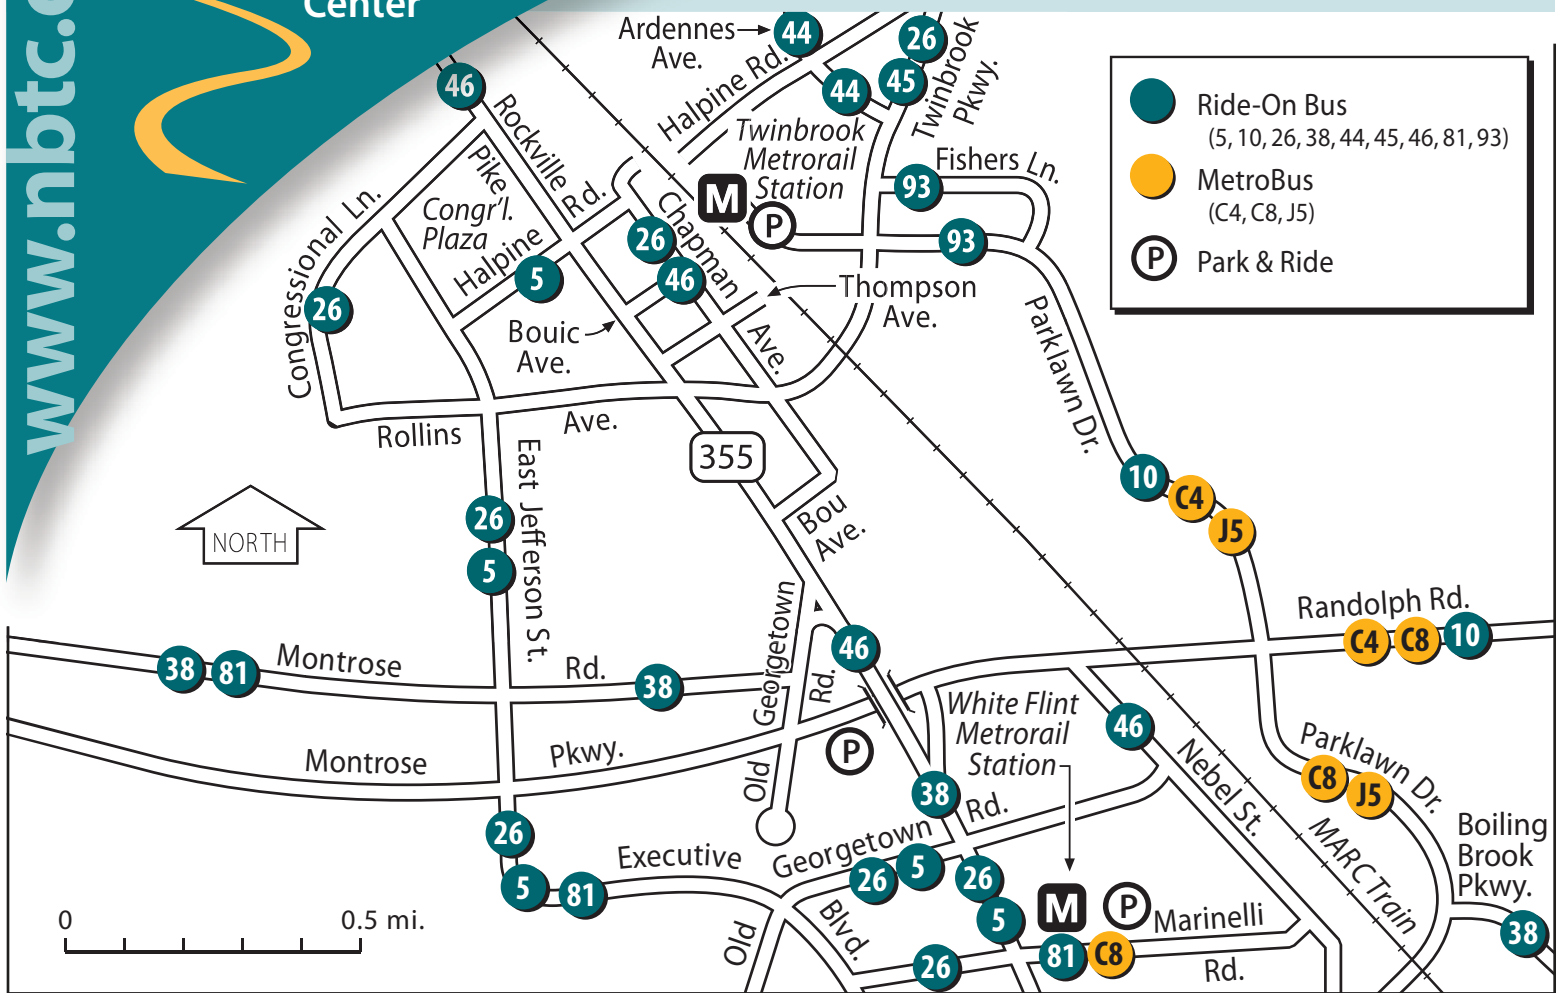 Center
www.nbtc.o
Ardennes
Ave.
44
26
Halpine Rd.
44
45
Twinbrook
Pkwy.
46
Rockville
Pike
Twinbrook
Metrorail
Station
M
P
Fishers Ln.
93
93
Ride-On Bus
(5, 10, 26, 38, 44, 45, 46, 81, 93)
MetroBus
(C4, C8, J5)
P
Park & Ride
Congressional Ln.
Congr'l.
Plaza
Halpine
Rd.
5
26
Chapman
Ave.
26
46
Thompson
Ave.
Bouic
Ave.
Parklawn Dr.
Rollins
Ave.
355
East Jefferson St.
26
5
NORTH
Bou
Ave.
10
C4
J5
Randolph Rd.
C4
C8
10
38
81
Montrose
Rd.
38
Old
Georgetown
Rd.
46
Montrose
Pkwy.
P
White Flint
Metrorail
Station
46
Nebel St.
Parklawn Dr.
C8
J5
38
26
5
81
Executive
Blvd.
Old
Georgetown
Rd.
26
5
26
5
M
P
Marinelli
Rd.
26
81
C8
MARC Train
Boiling
Brook
Pkwy.
38
0
0.5 mi.